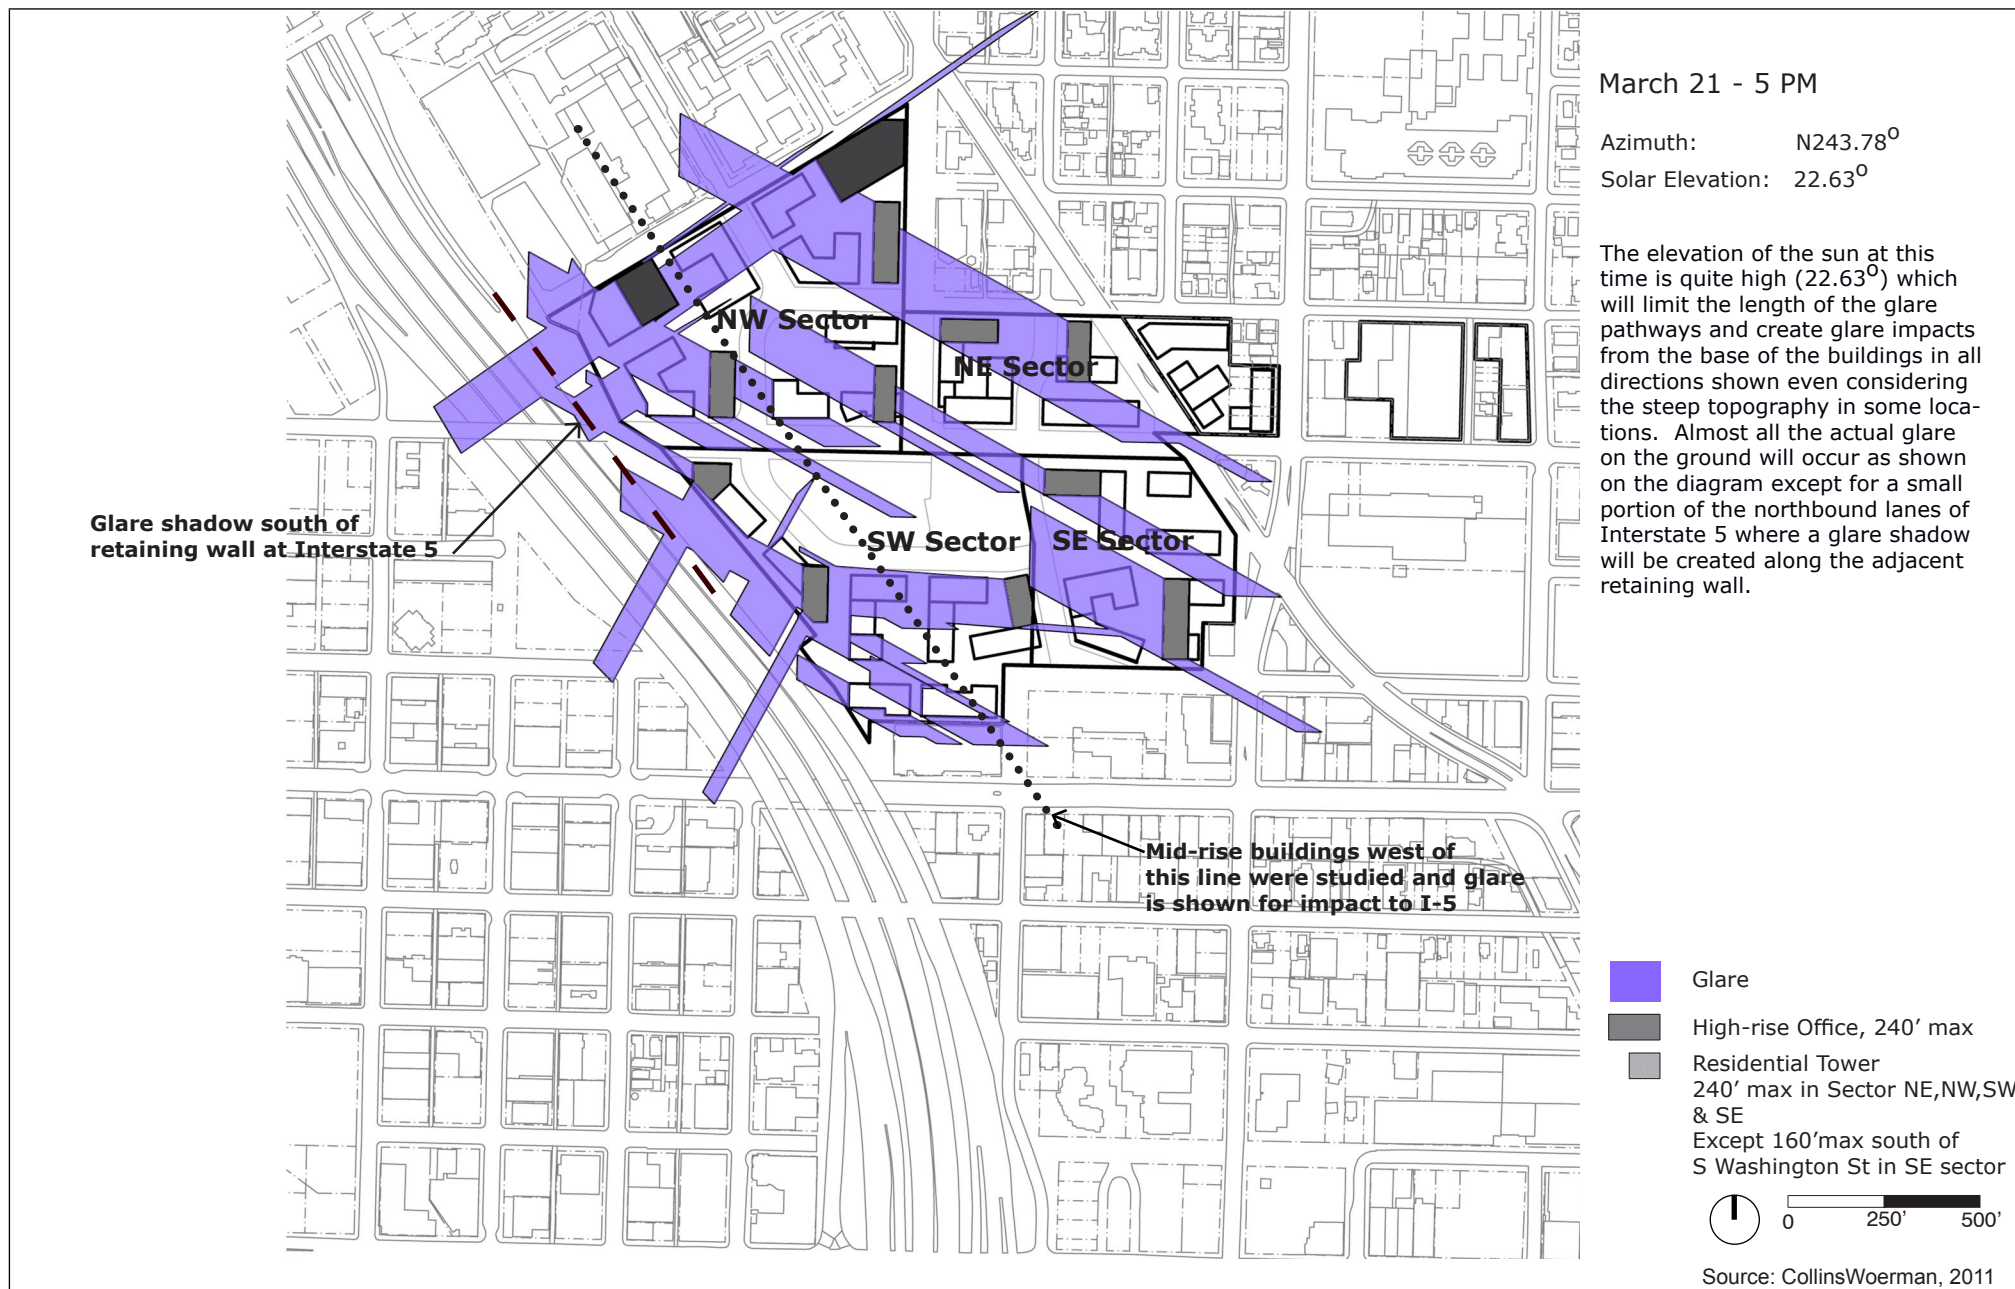 March 21 - 5 PM
Azimuth: N243.78⁰
Solar Elevation: 22.63⁰
The elevation of the sun at this
time is quite high (22.63⁰) which
will limit the length of the glare
pathways and create glare impacts
from the base of the buildings in all
directions shown even considering
the steep topography in some loca-
tions. Almost all the actual glare
on the ground will occur as shown
on the diagram except for a small
portion of the northbound lanes of
Interstate 5 where a glare shadow
will be created along the adjacent
retaining wall.
NW Sector
NE Sector
SW Sector
SE Sector
Glare shadow south of
retaining wall at Interstate 5
Mid-rise buildings west of
this line were studied and glare
is shown for impact to I-5
Glare
High-rise Office, 240’ max
Residential Tower
240’ max in Sector NE,NW,SW
& SE
Except 160’max south of
S Washington St in SE sector
0 250’ 500’
Source: CollinsWoerman, 2011